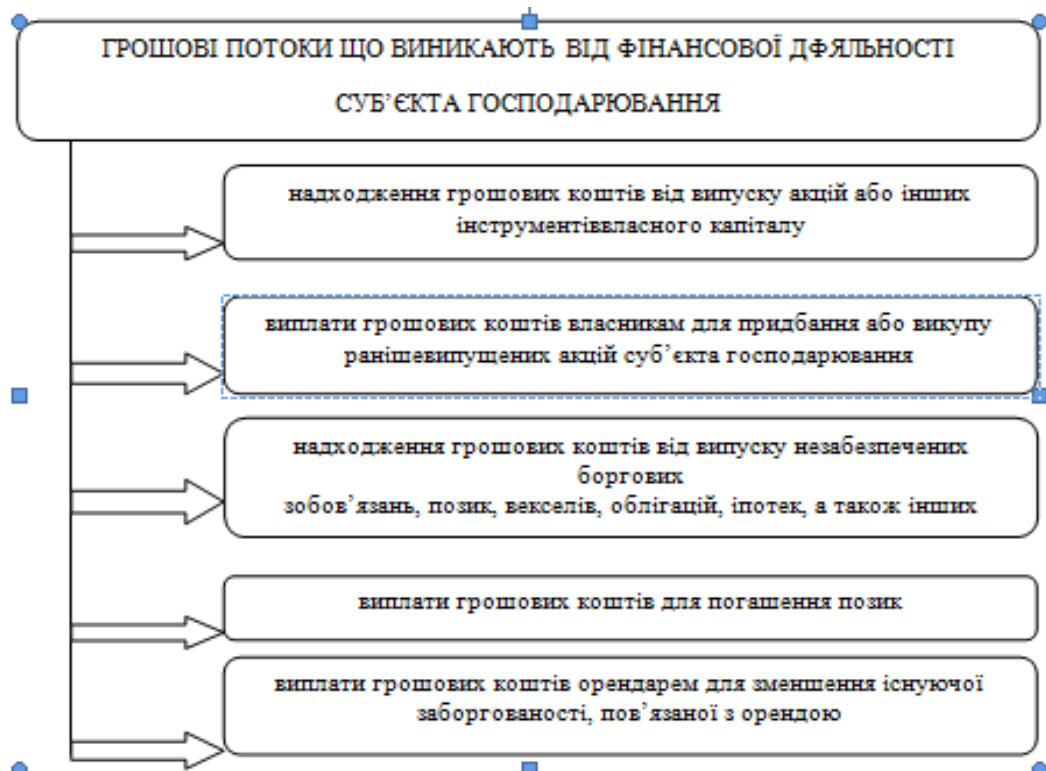 ГРОШОВІ ПОТОКИ ЩО ВИНИКАЮТЬ ВІД ФІНАНСОВОЇ ДФЯЛЬНОСТІ
СУБ’ЄКТА ГОСПОДАРЮВАННЯ
надходження грошових коштів від випуску акцій або інших
інструментіввласного капіталу
виплати грошових коштів власникам для придбання або викупу
ранішевипущених акцій суб’єкта господарювання
надходження грошових коштів від випуску незабезпечених
боргових
зобов’язань, позик, векселів, облігацій, іпотек, а також інших
виплати грошових коштів для погашення позик
виплати грошових коштів орендарем для зменшення існуючої
заборгованості, пов’язаної з орендою